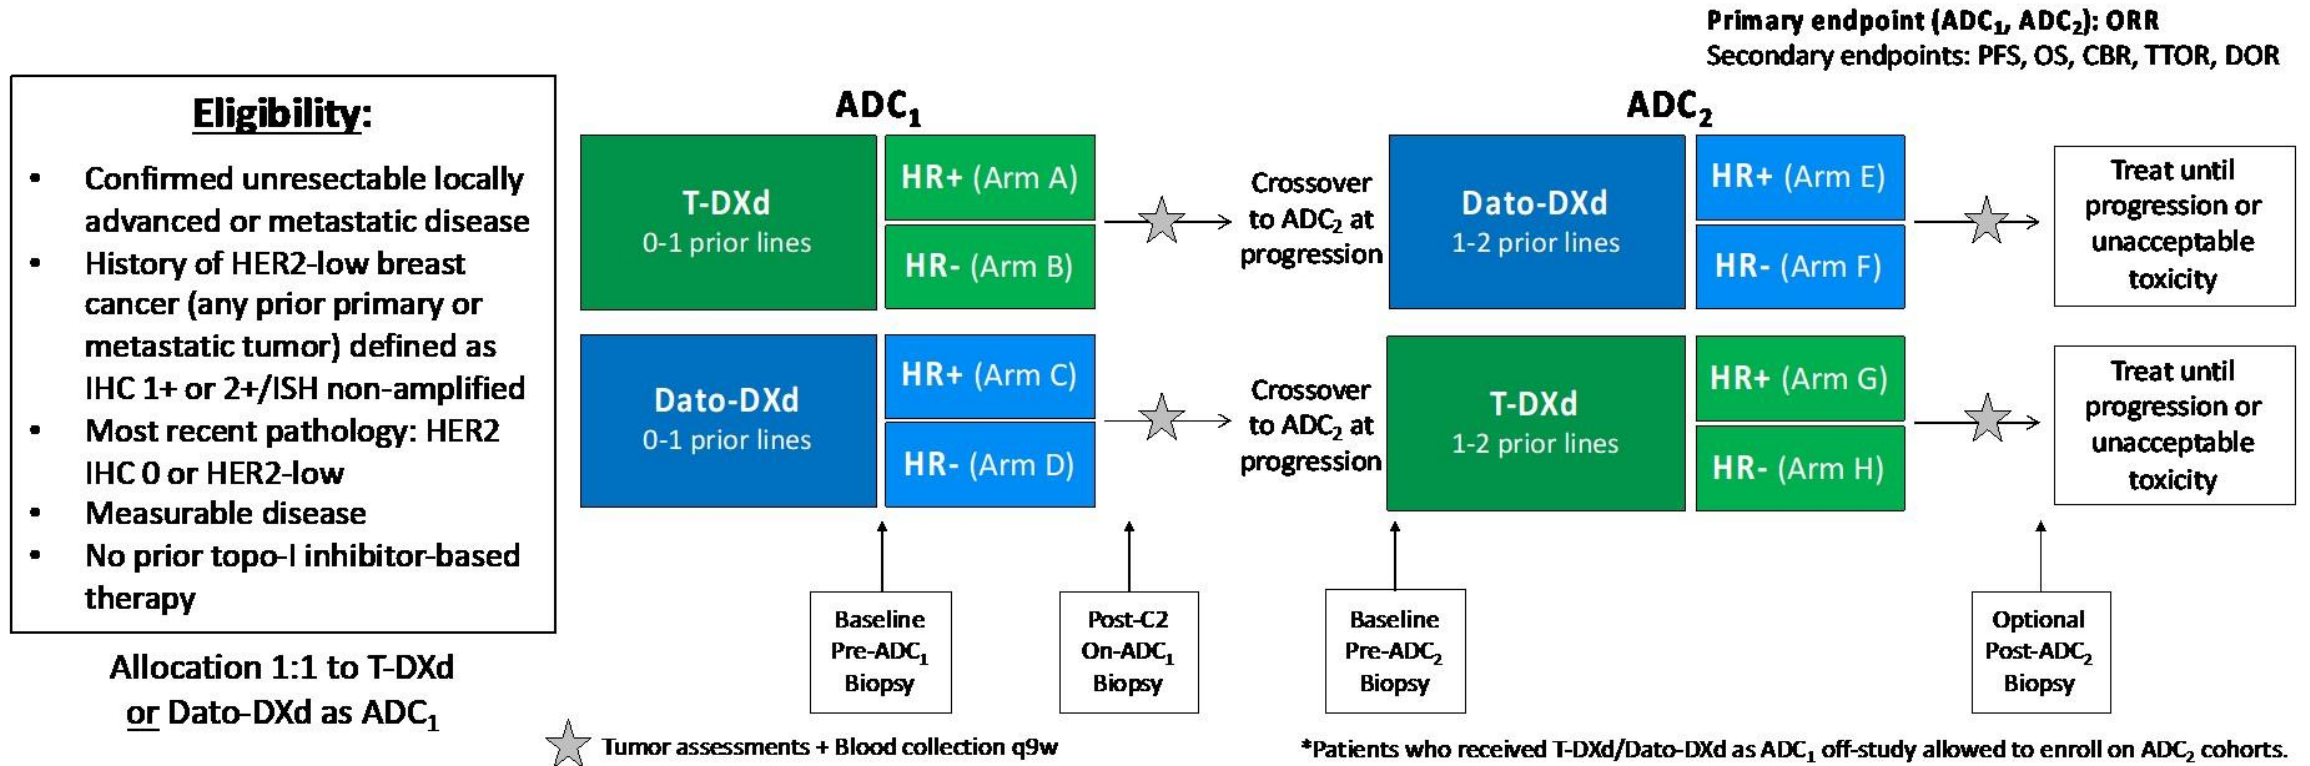 Primary endpoint (ADC₁, ADC₂): ORR
Secondary endpoints: PFS, OS, CBR, TTOR, DOR
Eligibility:
• Confirmed unresectable locally
advanced or metastatic disease
• History of HER2-low breast
cancer (any prior primary or
metastatic tumor) defined as
IHC 1+ or 2+/ISH non-amplified
• Most recent pathology: HER2
IHC 0 or HER2-low
• Measurable disease
• No prior topo-I inhibitor-based
therapy
Allocation 1:1 to T-DXd
or Dato-DXd as ADC₁
ADC₁
T-DXd
0-1 prior lines
HR+ (Arm A)
HR- (Arm B)
Crossover
to ADC₂ at
progression
Dato-DXd
0-1 prior lines
HR+ (Arm C)
HR- (Arm D)
Crossover
to ADC₂ at
progression
ADC₂
Dato-DXd
1-2 prior lines
HR+ (Arm E)
HR- (Arm F)
Treat until
progression or
unacceptable
toxicity
T-DXd
1-2 prior lines
HR+ (Arm G)
HR- (Arm H)
Treat until
progression or
unacceptable
toxicity
Baseline
Pre-ADC₁
Biopsy
Post-C2
On-ADC₁
Biopsy
Baseline
Pre-ADC₂
Biopsy
Optional
Post-ADC₂
Biopsy
Tumor assessments + Blood collection q9w
*Patients who received T-DXd/Dato-DXd as ADC₁ off-study allowed to enroll on ADC₂ cohorts.